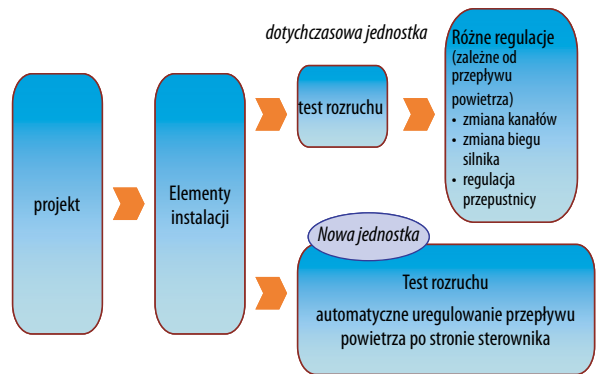 projekt
Elementy
instalacji
dotychczasowa jednostka
test rozruchu
Różne regulacje
(zależne od
przepływu
powietrza)
• zmiana kanałów
• zmiana biegu
silnika
• regulacja
przepustnicy
Nowa jednostka
Test rozruchu
automatyczne uregulowanie przepływu
powietrza po stronie sterownika